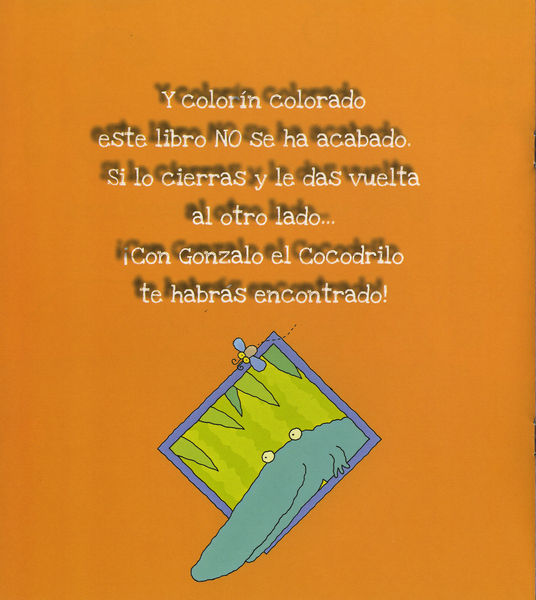 Y colorín colorado
este libro NO se ha acabado.
Si lo cierras y le das vuelta
al otro lado...
¡Con Gonzalo el Cocodrilo
te habrás encontrado!